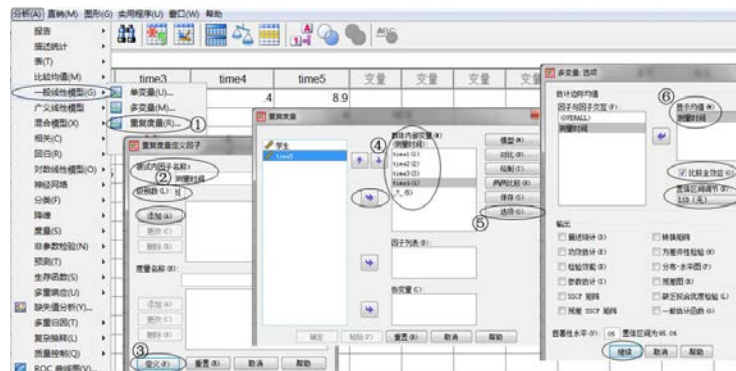 分析(A) 直销(M) 图形(G) 实用程序(U) 窗口(W) 帮助
报告
描述统计
表(T)
比较均值(M)
一般线性模型(G)
广义线性模型
混合模型(X)
相关(C)
回归(R)
对数线性模型(O)
神经网络
分类(F)
降维
度量(S)
非参数检验(N)
预测(T)
生存函数(S)
多重响应(U)
缺失值分析(Y)...
多重归因(T)
复杂抽样(L)
质量控制(Q)
ROC 曲线图(V)...
time3 time4 time5 变量 变量 变量 变量 变量
.4 8.9
单变量(U)...
多变量(M)...
重复度量(R)...
①
重复度量定义因子
被试内因子名称:
测量时间
②
级别数(L): 5
添加(A)
更改(C)
删除(E)
度量名称(N):
添加(A)
更改(C)
删除(E)
③
定义(F) 重置(R) 取消 帮助
重复度量
学生
time5
④
群体内部变量(W)
(测量时间):
time1(1)
time2(2)
time3(3)
time4(4)
_?_(5)
因子列表(B):
协变量(C):
模型(M)
对比(N)
绘制(T)
两两比较(H)
保存(S)
选项(O)
⑤
确定 粘贴(P) 重置(R) 取消 帮助
多变量: 选项
估计边际均值
因子与因子交互(F):
(OVERALL)
测量时间
⑥
显示均值(M):
测量时间
比较主效应(O)
置信区间调节(N):
LSD(无)
输出
描述统计(D)
功效估计(E)
检验效能(B)
参数估计(T)
SSCP 矩阵
残差 SSCP 矩阵
转换矩阵
方差齐性检验(H)
分布-水平图(P)
残差图(R)
缺乏拟合优度检验(L)
一般估计函数(G)
显著性水平(V): .05 置信区间为95.0%
继续 取消 帮助